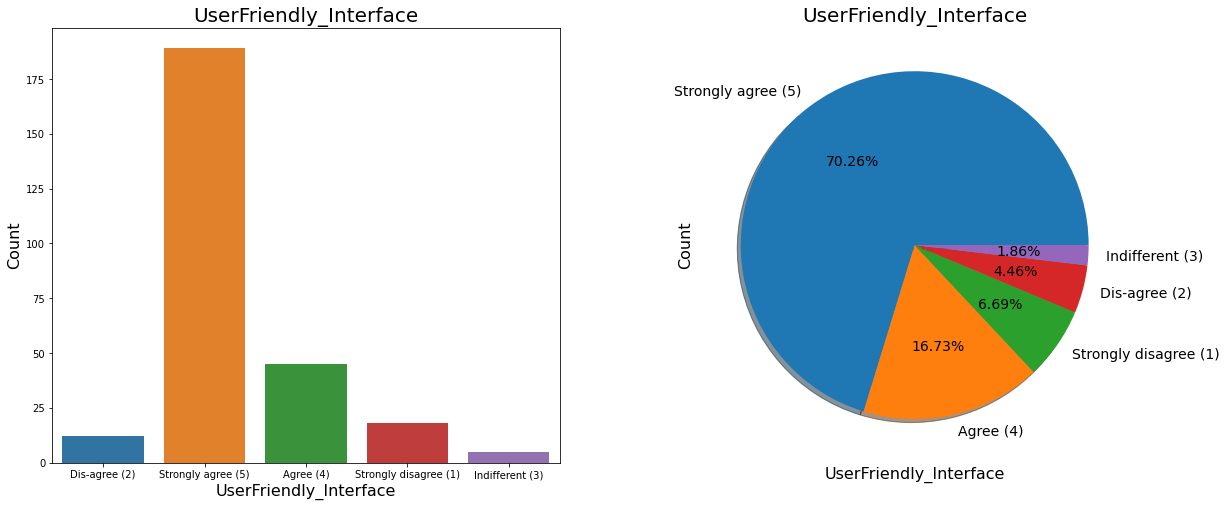 UserFriendly_Interface
Count
175
150
125
100
75
50
25
0
Dis-agree (2)
Strongly agree (5)
Agree (4)
Strongly disagree (1)
Indifferent (3)
UserFriendly_Interface
UserFriendly_Interface
Count
Strongly agree (5)
70.26%
1.86%
Indifferent (3)
4.46%
Dis-agree (2)
6.69%
Strongly disagree (1)
16.73%
Agree (4)
UserFriendly_Interface